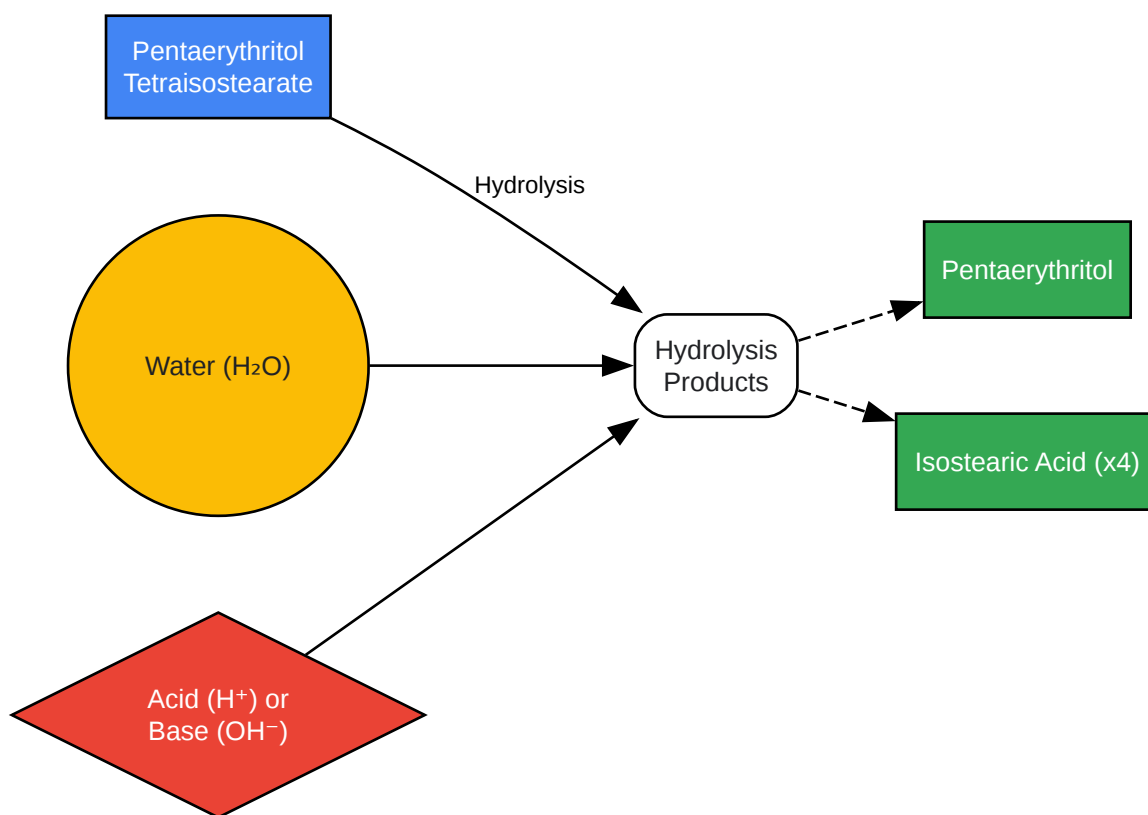 Pentaerythritol
Tetraisostearate
Hydrolysis
Water (H₂O)
Hydrolysis
Products
Pentaerythritol
Isostearic Acid (x4)
Acid (H⁺) or
Base (OH⁻)